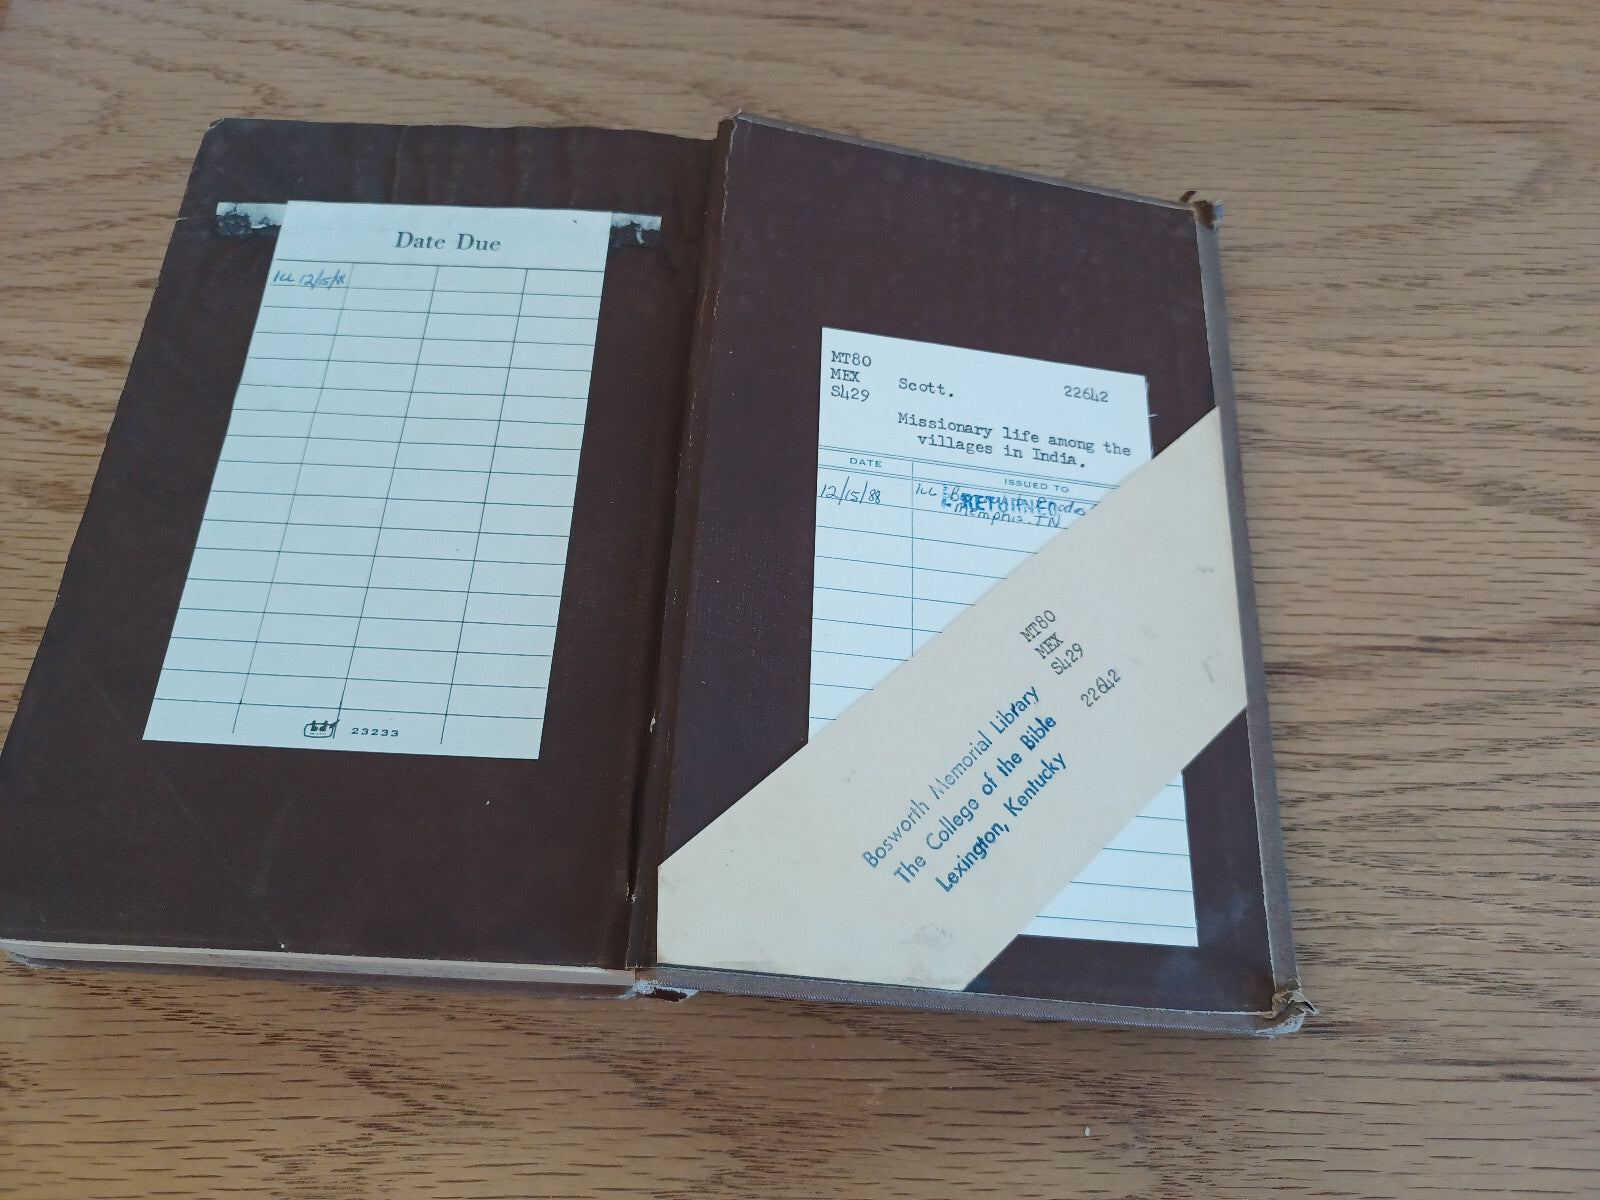 Date Due
ILL 12/15/8
23233
MT80
MEX
S429
Scott.
22642
Missionary life among the
villages in India.
DATE
ISSUED TO
12/15/88
ILL
RETURNED
Memphis, TN
MT80
MEX
S429
22642
Bosworth Memorial Library
The College of the Bible
Lexington, Kentucky